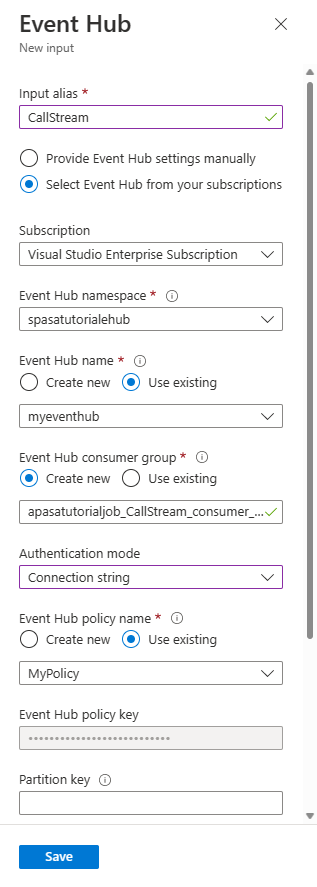 Event Hub
New input
Input alias *
CallStream
Provide Event Hub settings manually
Select Event Hub from your subscriptions
Subscription
Visual Studio Enterprise Subscription
Event Hub namespace *
spasatutorialehub
Event Hub name *
Create new Use existing
myeventhub
Event Hub consumer group *
Create new Use existing
apasatutorialjob_CallStream_consumer_...
Authentication mode
Connection string
Event Hub policy name *
Create new Use existing
MyPolicy
Event Hub policy key
Partition key
Save